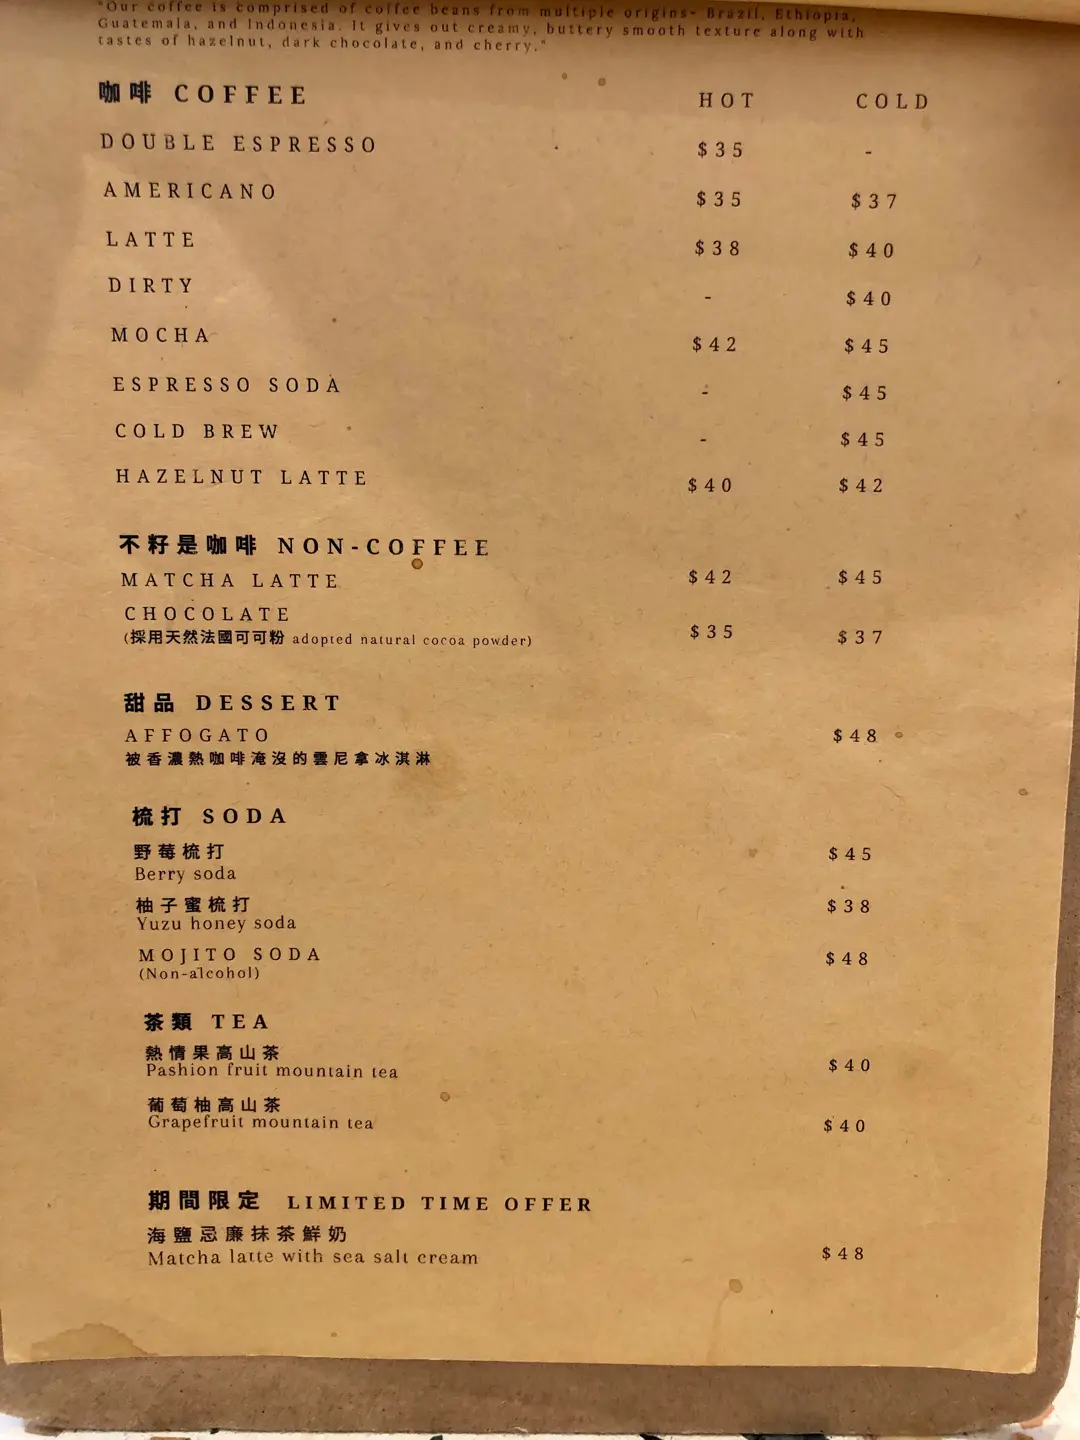 "Our coffee is comprised of coffee beans from multiple origins- Brazil, Ethiopia,
Guatemala, and Indonesia. It gives out creamy, buttery smooth texture along with
tastes of hazelnut, dark chocolate, and cherry."
咖啡 COFFEE HOT COLD
DOUBLE ESPRESSO $35 -
AMERICANO $35 $37
LATTE $38 $40
DIRTY - $40
MOCHA $42 $45
ESPRESSO SODA - $45
COLD BREW - $45
HAZELNUT LATTE $40 $42
不籽是咖啡 NON-COFFEE
MATCHA LATTE $42 $45
CHOCOLATE $35 $37
(採用天然法國可可粉 adopted natural cocoa powder)
甜品 DESSERT
AFFOGATO $48
被香濃熱咖啡淹沒的雲尼拿冰淇淋
梳打 SODA
野莓梳打 $45
Berry soda
柚子蜜梳打 $38
Yuzu honey soda
MOJITO SODA $48
(Non-alcohol)
茶類 TEA
熱情果高山茶 $40
Pashion fruit mountain tea
葡萄柚高山茶 $40
Grapefruit mountain tea
期間限定 LIMITED TIME OFFER
海鹽忌廉抹茶鮮奶 $48
Matcha latte with sea salt cream